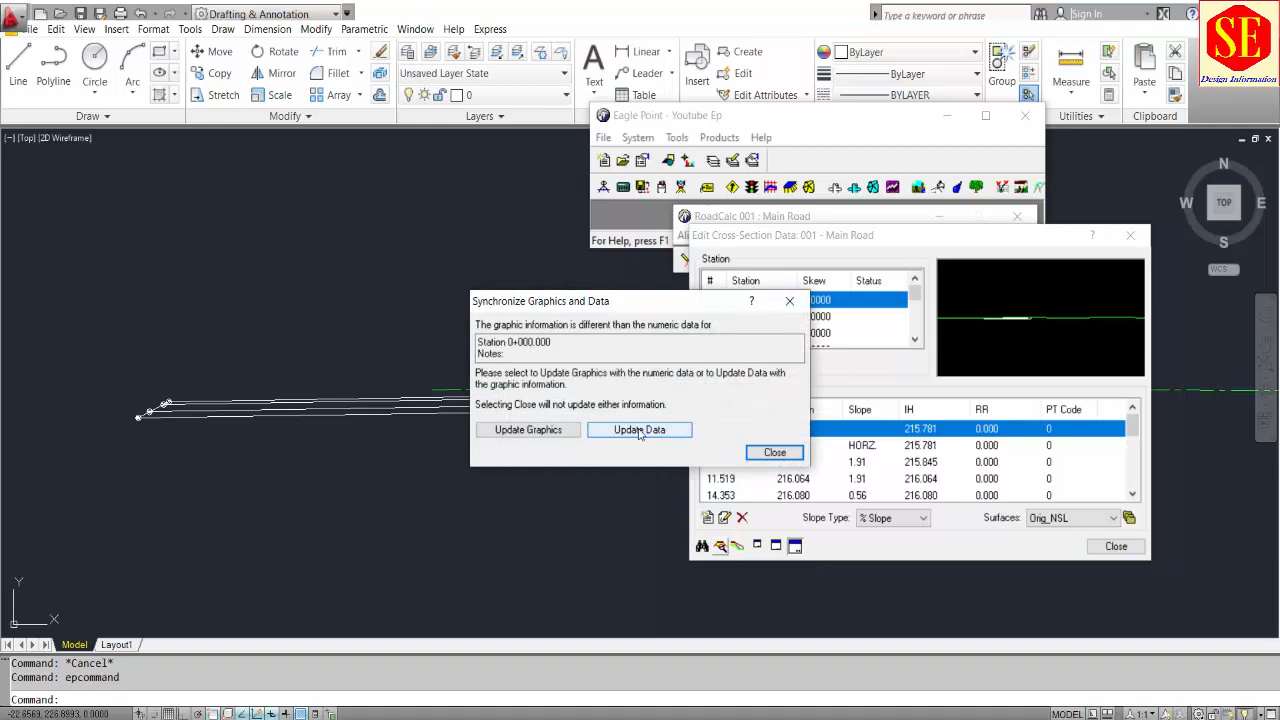 Drafting & Annotation
Type a keyword or phrase
Sign In
File Edit View Insert Format Tools Draw Dimension Modify Parametric Window Help Express
Line Polyline Circle Arc
Move Rotate Trim
Copy Mirror Fillet
Stretch Scale Array
Unsaved Layer State
0
Text
Linear
Leader
Table
Insert
Create
Edit
Edit Attributes
ByLayer
ByLayer
BYLAYER
Group
Measure
Paste
Draw Modify Layers Utilities Clipboard
SE
Design Information
[−] [Top] [2D Wireframe]
Eagle Point - Youtube Ep
File System Tools Products Help
For Help, press F1
RoadCalc 001 : Main Road
Edit Cross-Section Data: 001 - Main Road
Station
# Station Skew Status
N
W TOP E
S
WCS
Synchronize Graphics and Data
The graphic information is different than the numeric data for
Station 0+000.000
Notes:
Please select to Update Graphics with the numeric data or to Update Data with
the graphic information.
Selecting Close will not update either information.
Update Graphics Update Data
Close
Slope IH RR PT Code
215.781 0.000 0
HORZ. 215.781 0.000 0
1.91 215.845 0.000 0
11.519 216.064 1.91 216.064 0.000 0
14.353 216.080 0.56 216.080 0.000 0
Slope Type: % Slope Surfaces: Orig_NSL
Close
Y
X
Model Layout1
Command: *Cancel*
Command: epcommand
Command:
-22.6569, 226.8993, 0.0000
MODEL 1:1